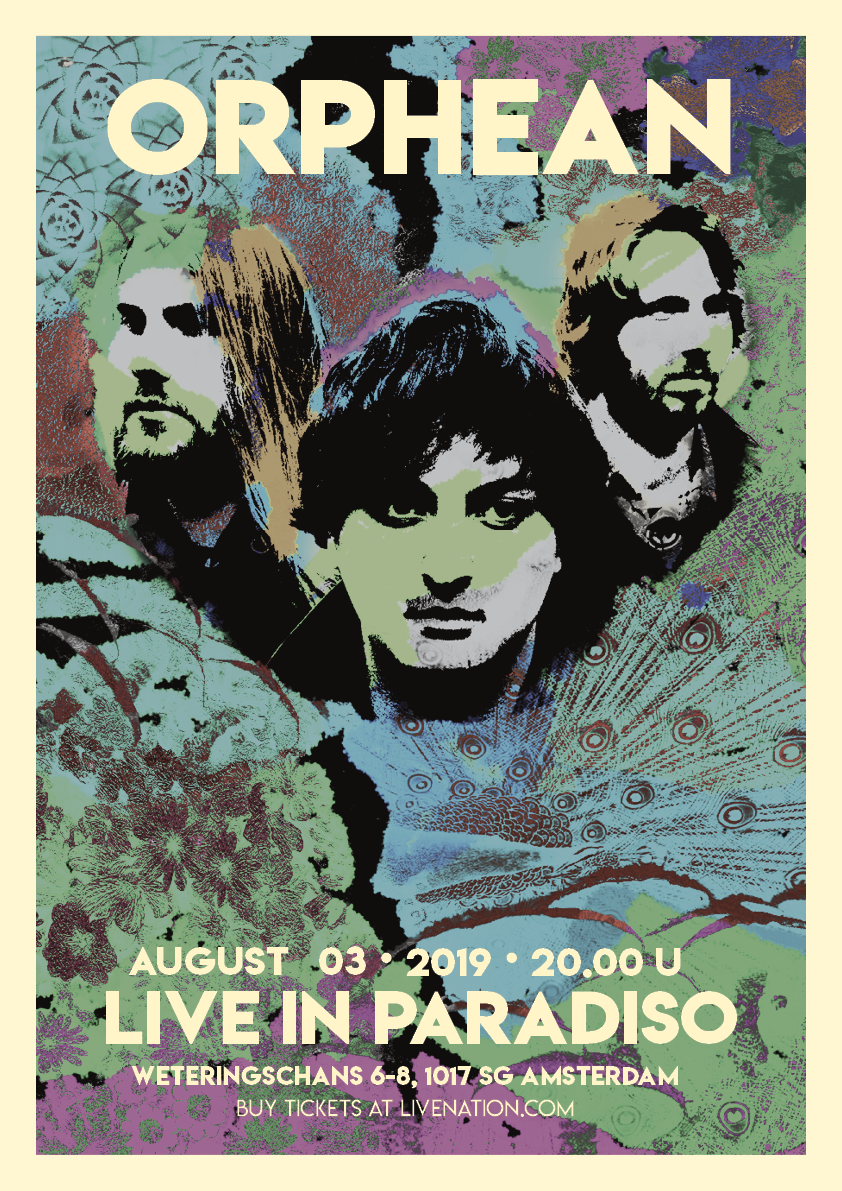 ORPHEAN
AUGUST 03 • 2019 • 20.00 U
LIVE IN PARADISO
WETERINGSCHANS 6-8, 1017 SG AMSTERDAM
BUY TICKETS AT LIVENATION.COM